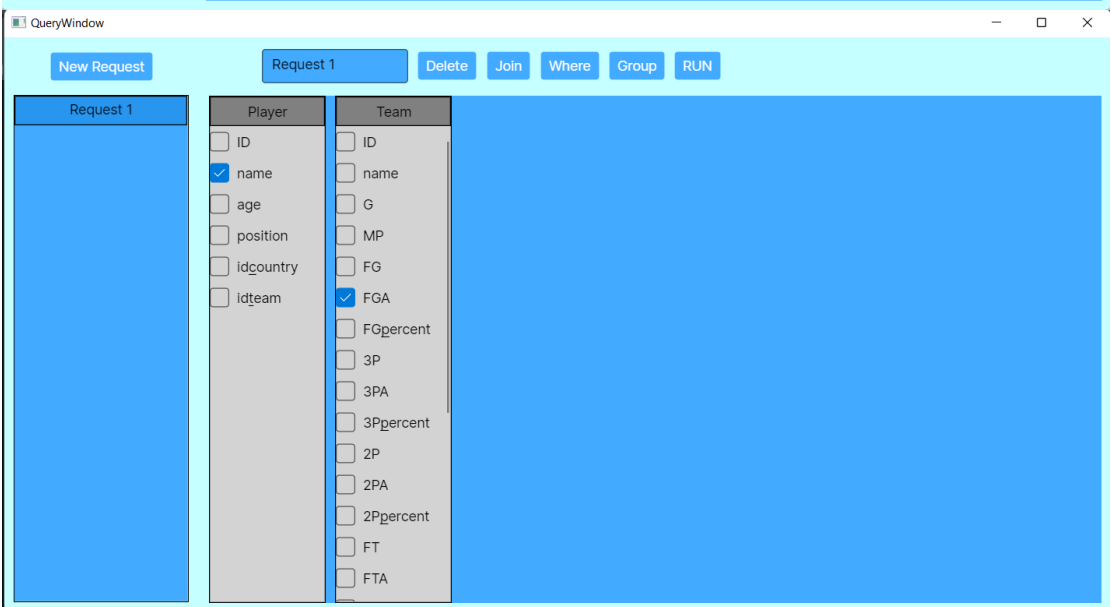 QueryWindow
New Request
Request 1
Delete
Join
Where
Group
RUN
Request 1
Player
ID
name
age
position
idcountry
idteam
Team
ID
name
G
MP
FG
FGA
FGpercent
3P
3PA
3Ppercent
2P
2PA
2Ppercent
FT
FTA